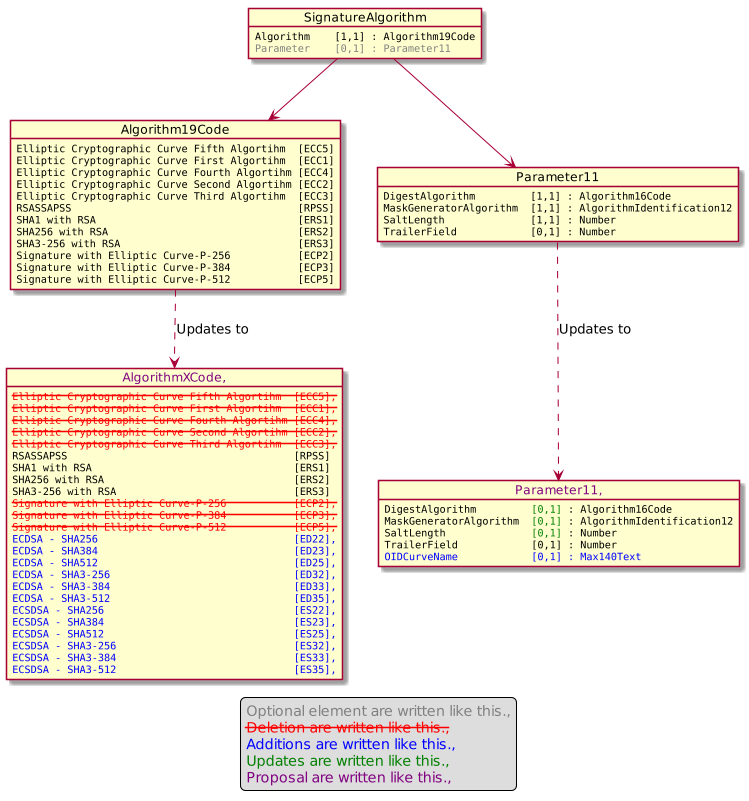 SignatureAlgorithm
Algorithm [1,1] : Algorithm19Code
Parameter [0,1] : Parameter11
Algorithm19Code
Elliptic Cryptographic Curve Fifth Algortihm [ECC5]
Elliptic Cryptographic Curve First Algortihm [ECC1]
Elliptic Cryptographic Curve Fourth Algortihm [ECC4]
Elliptic Cryptographic Curve Second Algortihm [ECC2]
Elliptic Cryptographic Curve Third Algortihm [ECC3]
RSASSAPSS [RPSS]
SHA1 with RSA [ERS1]
SHA256 with RSA [ERS2]
SHA3-256 with RSA [ERS3]
Signature with Elliptic Curve-P-256 [ECP2]
Signature with Elliptic Curve-P-384 [ECP3]
Signature with Elliptic Curve-P-512 [ECP5]
Parameter11
DigestAlgorithm [1,1] : Algorithm16Code
MaskGeneratorAlgorithm [1,1] : AlgorithmIdentification12
SaltLength [1,1] : Number
TrailerField [0,1] : Number
Updates to
Updates to
AlgorithmXCode,
Elliptic Cryptographic Curve Fifth Algortihm [ECC5],
Elliptic Cryptographic Curve First Algortihm [ECC1],
Elliptic Cryptographic Curve Fourth Algortihm [ECC4],
Elliptic Cryptographic Curve Second Algortihm [ECC2],
Elliptic Cryptographic Curve Third Algortihm [ECC3],
RSASSAPSS [RPSS]
SHA1 with RSA [ERS1]
SHA256 with RSA [ERS2]
SHA3-256 with RSA [ERS3]
Signature with Elliptic Curve-P-256 [ECP2],
Signature with Elliptic Curve-P-384 [ECP3],
Signature with Elliptic Curve-P-512 [ECP5],
ECDSA - SHA256 [ED22],
ECDSA - SHA384 [ED23],
ECDSA - SHA512 [ED25],
ECDSA - SHA3-256 [ED32],
ECDSA - SHA3-384 [ED33],
ECDSA - SHA3-512 [ED35],
ECSDSA - SHA256 [ES22],
ECSDSA - SHA384 [ES23],
ECSDSA - SHA512 [ES25],
ECSDSA - SHA3-256 [ES32],
ECSDSA - SHA3-384 [ES33],
ECSDSA - SHA3-512 [ES35],
Parameter11,
DigestAlgorithm [0,1] : Algorithm16Code
MaskGeneratorAlgorithm [0,1] : AlgorithmIdentification12
SaltLength [0,1] : Number
TrailerField [0,1] : Number
OIDCurveName [0,1] : Max140Text
Optional element are written like this.,
Deletion are written like this.,
Additions are written like this.,
Updates are written like this.,
Proposal are written like this.,